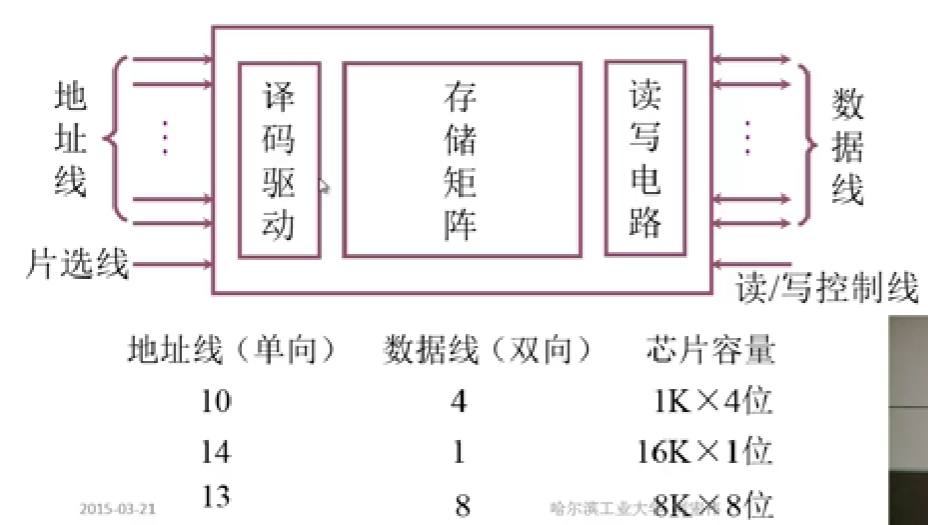 地址线
译码驱动
存储矩阵
读写电路
数据线
片选线
读/写控制线
地址线（单向） 数据线（双向） 芯片容量
10 4 1K×4位
14 1 16K×1位
13 8 8K×8位
2015-03-21 哈尔滨工业大学